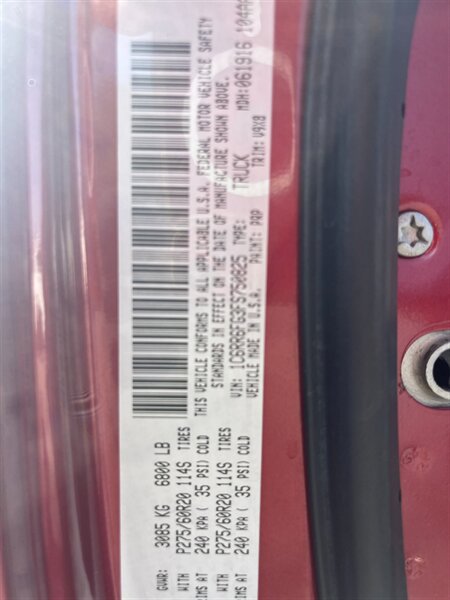 GVWR: 3085 KG 6800 LB
WITH P275/60R20 114S TIRES
RIMS AT 240 KPA ( 35 PSI) COLD
WITH P275/60R20 114S TIRES
RIMS AT 240 KPA ( 35 PSI) COLD
THIS VEHICLE CONFORMS TO ALL APPLICABLE U.S.A. FEDERAL MOTOR VEHICLE SAFETY
STANDARDS IN EFFECT ON THE DATE OF MANUFACTURE SHOWN ABOVE.
VIN: 1C6RR6FG3FS750825 TYPE: TRUCK MDH:061916
VEHICLE MADE IN U.S.A. PAINT: PRP TRIM: V9X8